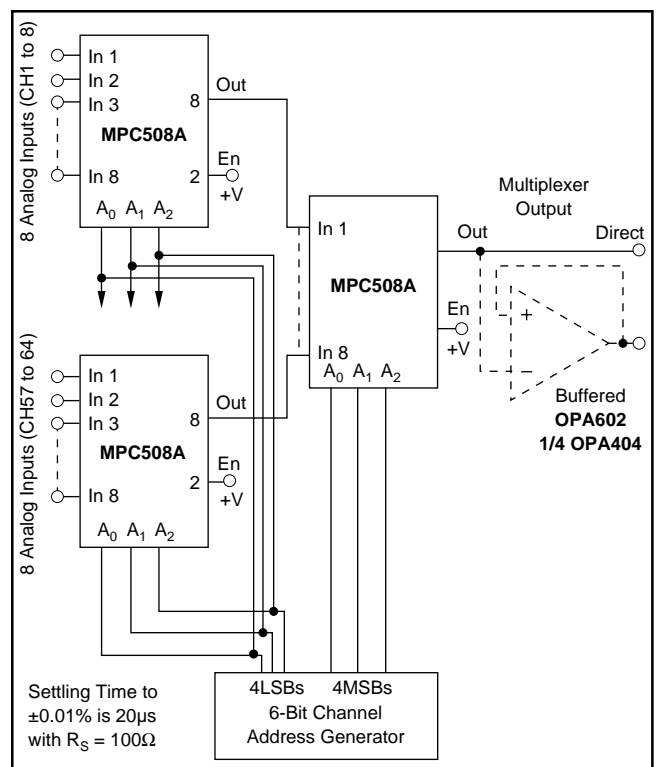 8 Analog Inputs (CH1 to 8)
In 1
In 2
In 3
In 8
MPC508A
8
Out
2
En
+V
A0 A1 A2
8 Analog Inputs (CH57 to 64)
In 1
In 2
In 3
In 8
MPC508A
8
Out
2
En
+V
A0 A1 A2
In 1
MPC508A
In 8
A0 A1 A2
En
+V
Multiplexer
Output
Out
Direct
+
–
Buffered
OPA602
1/4 OPA404
Settling Time to
±0.01% is 20µs
with RS = 100Ω
4LSBs 4MSBs
6-Bit Channel
Address Generator